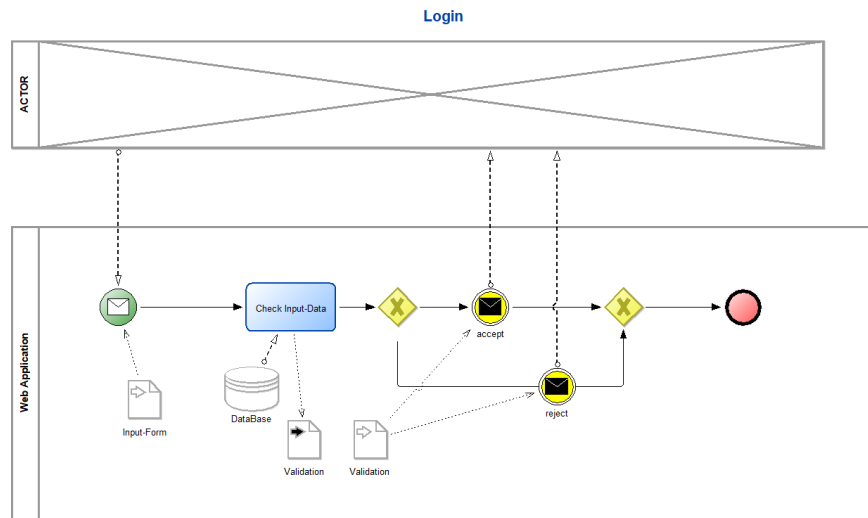 Login
ACTOR
Web Application
Check Input-Data
accept
reject
Input-Form
DataBase
Validation
Validation